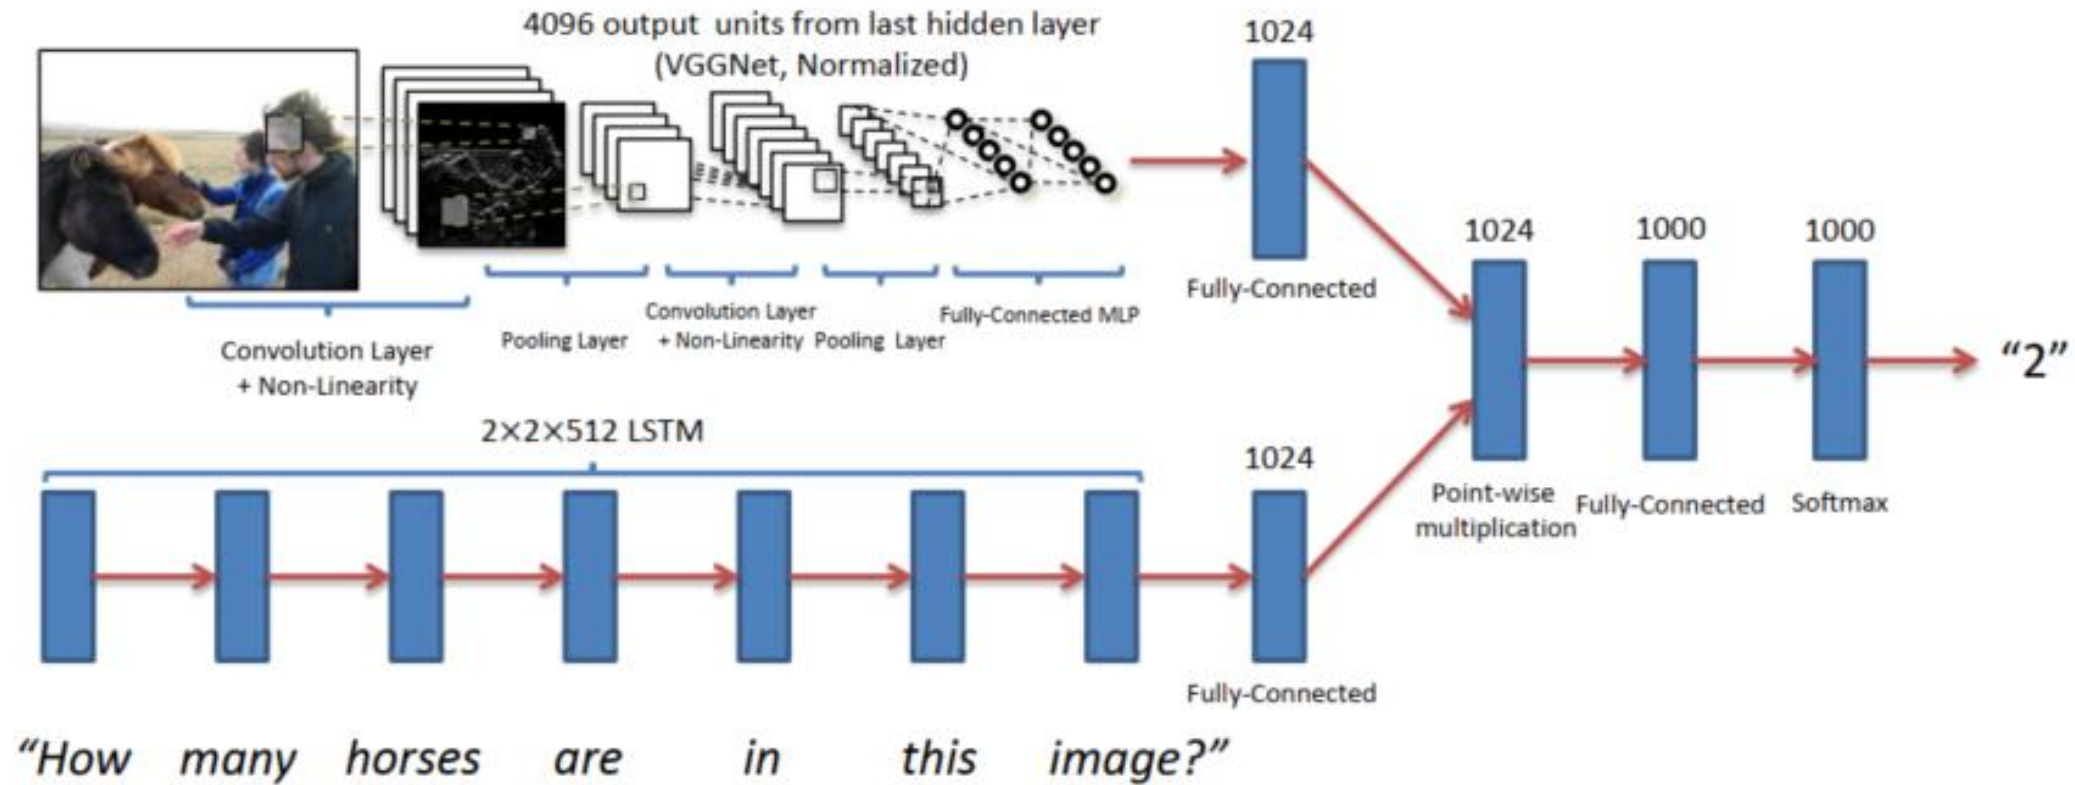 4096 output units from last hidden layer
(VGGNet, Normalized)
1024
Fully-Connected
Convolution Layer
+ Non-Linearity
Pooling Layer
Convolution Layer
+ Non-Linearity
Pooling Layer
Fully-Connected MLP
2×2×512 LSTM
1024
Fully-Connected
1024
Point-wise
multiplication
1000
Fully-Connected
1000
Softmax
“2”
“How many horses are in this image?”